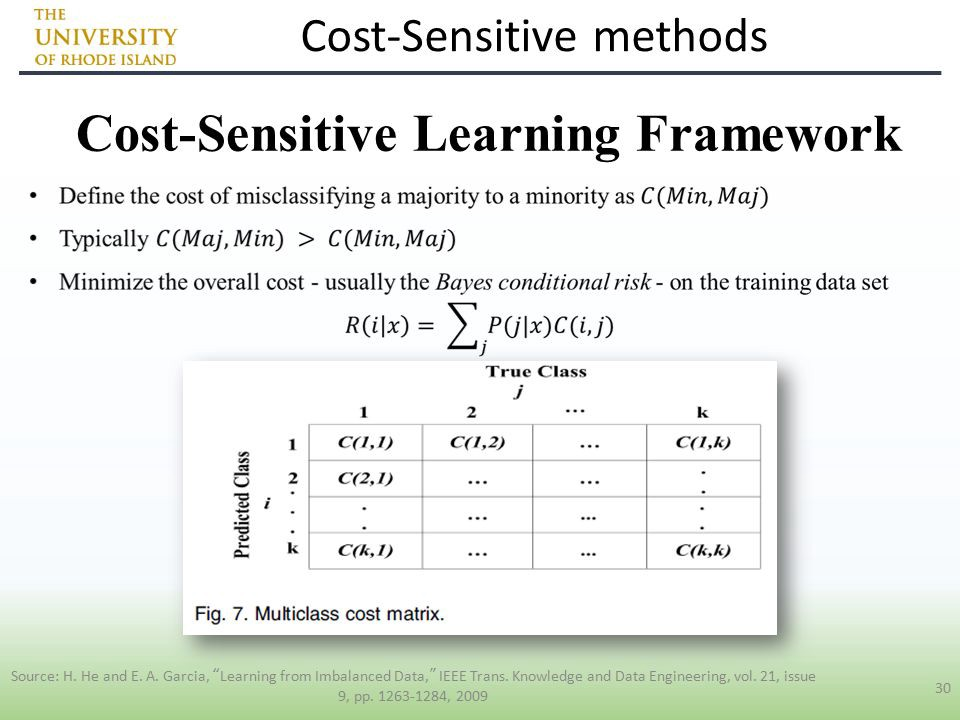 THE
UNIVERSITY
OF RHODE ISLAND
Cost-Sensitive methods
Cost-Sensitive Learning Framework
• Define the cost of misclassifying a majority to a minority as C(Min, Maj)
• Typically C(Maj, Min) > C(Min, Maj)
• Minimize the overall cost - usually the Bayes conditional risk - on the training data set
R(i|x) = ∑_j P(j|x)C(i, j)
True Class
j
1 2 ... k
Predicted Class
i
1 C(1,1) C(1,2) ... C(1,k)
2 C(2,1) ... ... .
. . ... ... .
k C(k,1) ... ... C(k,k)
Fig. 7. Multiclass cost matrix.
Source: H. He and E. A. Garcia, “Learning from Imbalanced Data,” IEEE Trans. Knowledge and Data Engineering, vol. 21, issue
9, pp. 1263-1284, 2009
30